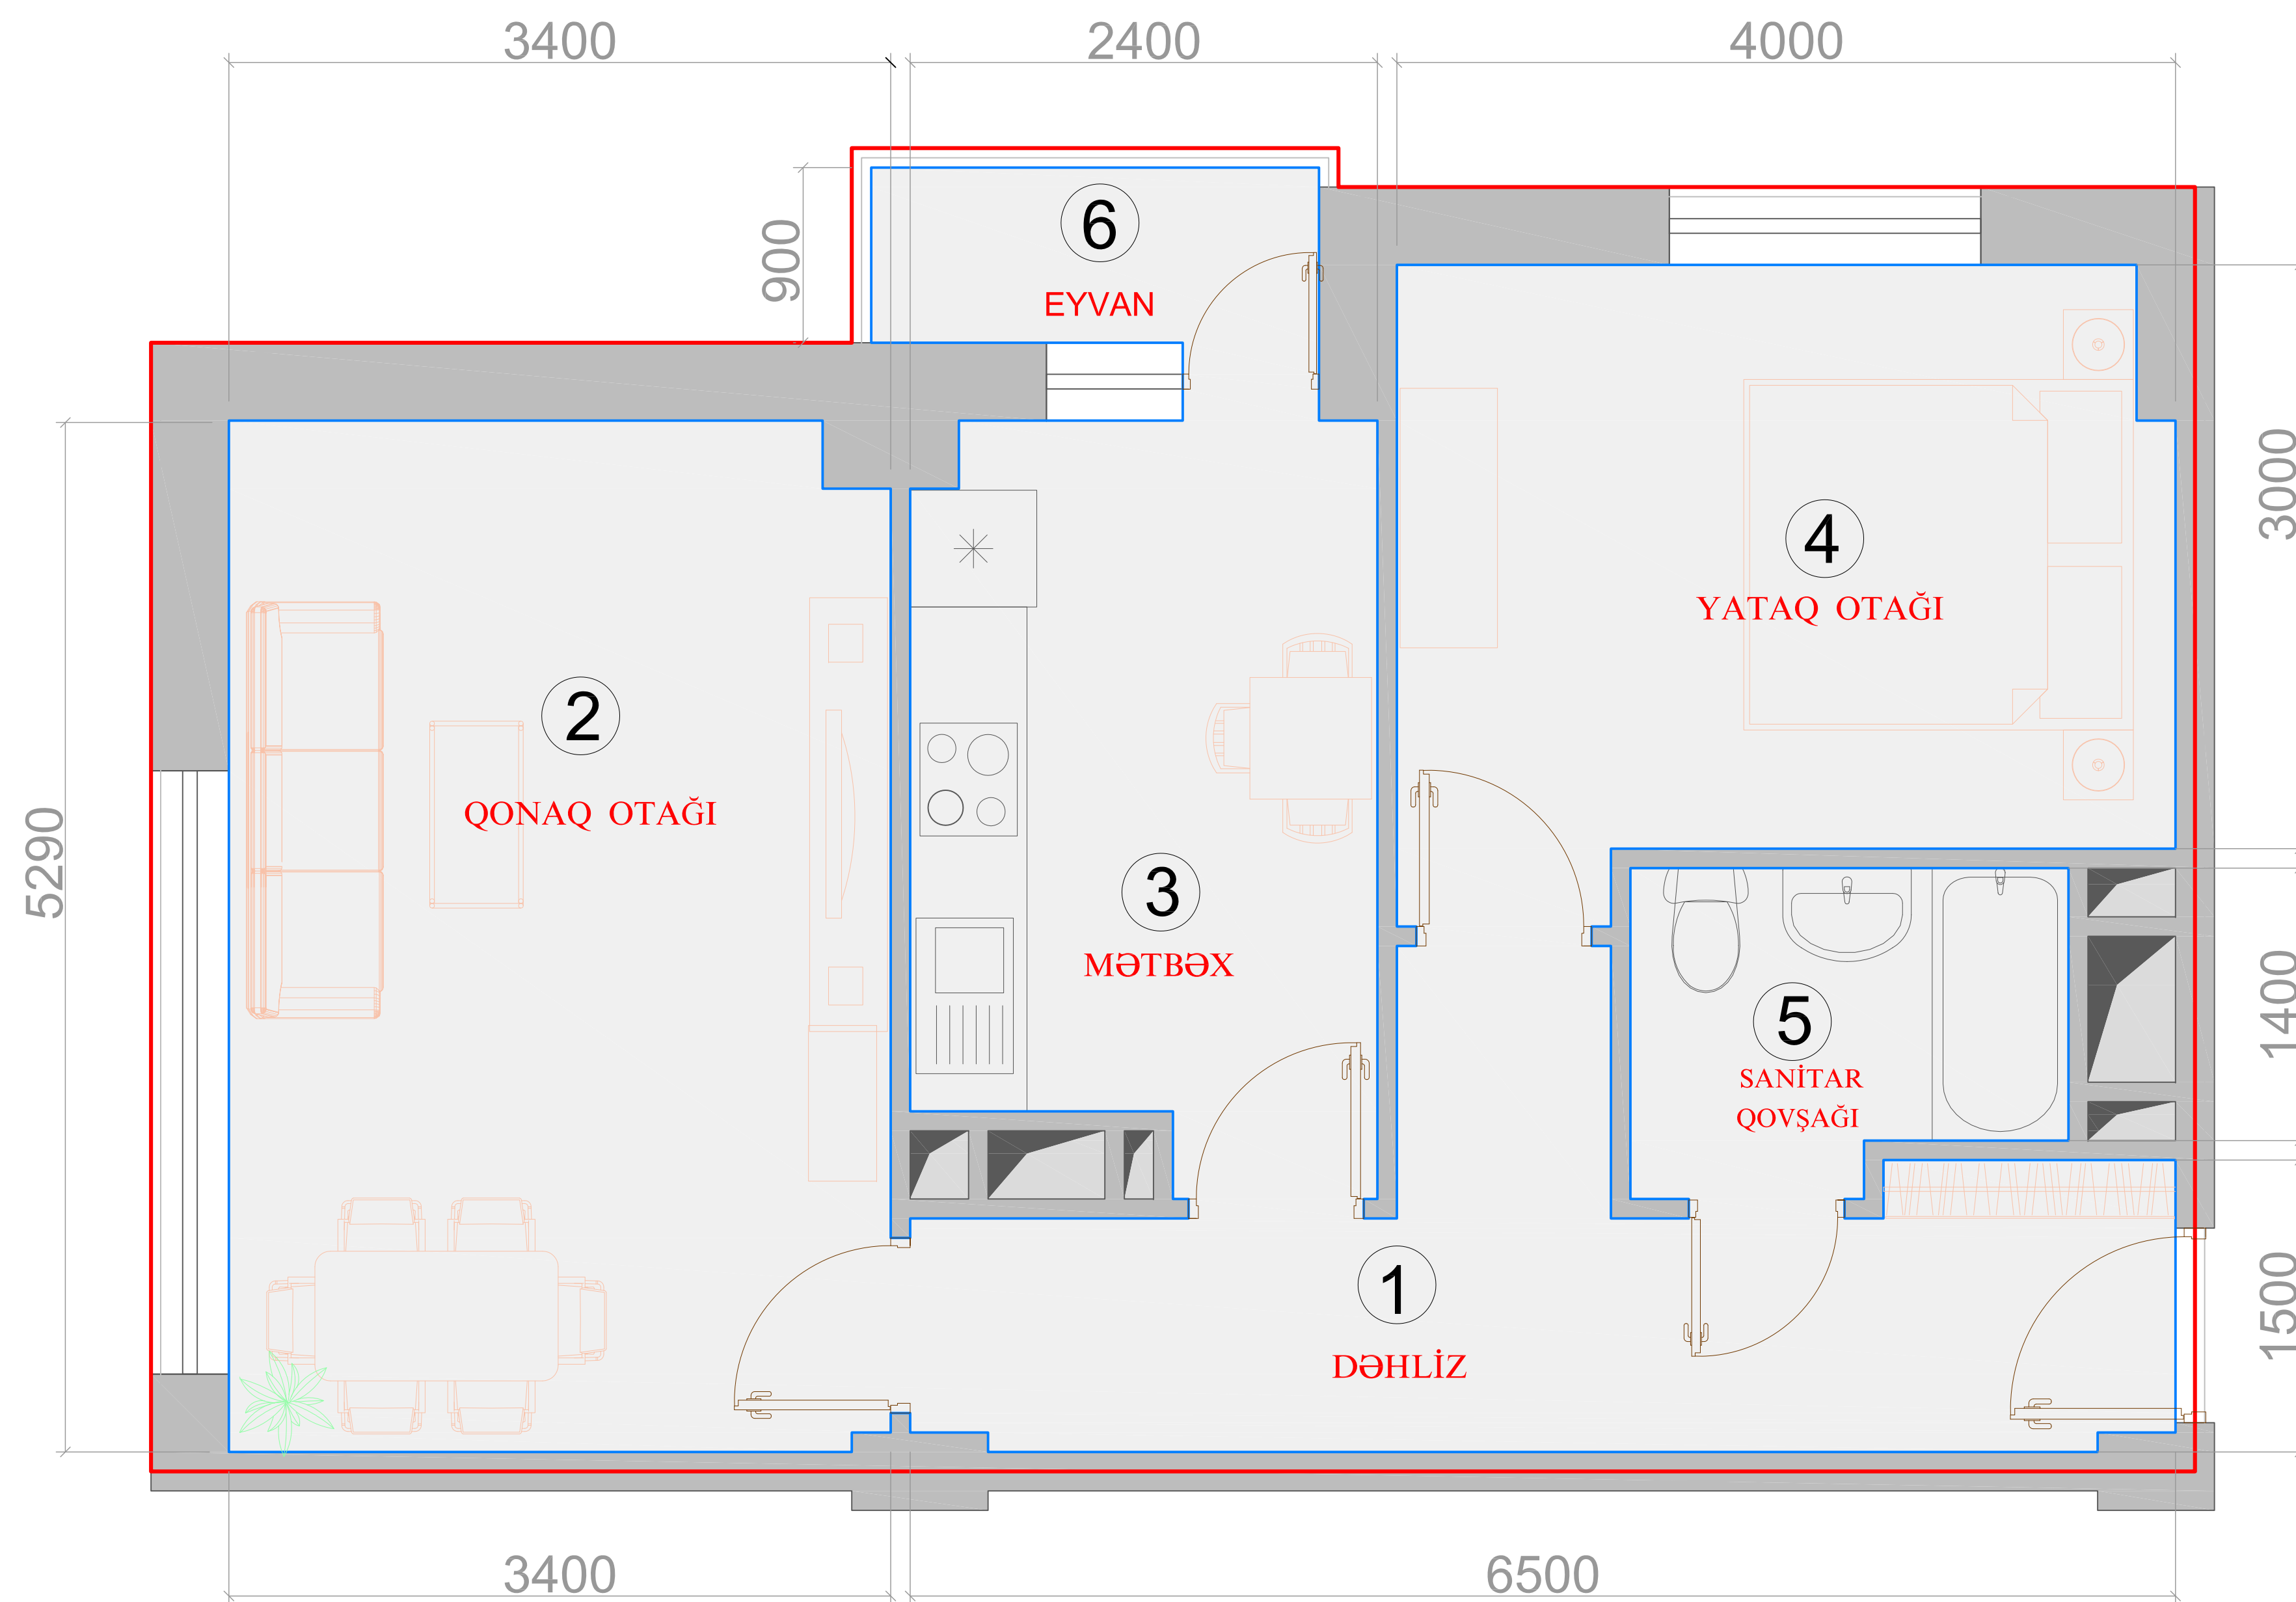 3400
2400
4000
900
6
EYVAN
3000
4
YATAQ OTAĞI
2
QONAQ OTAĞI
5290
3
MƏTBƏX
5
SANİTAR
QOVŞAĞI
1400
1
DƏHLİZ
1500
3400
6500